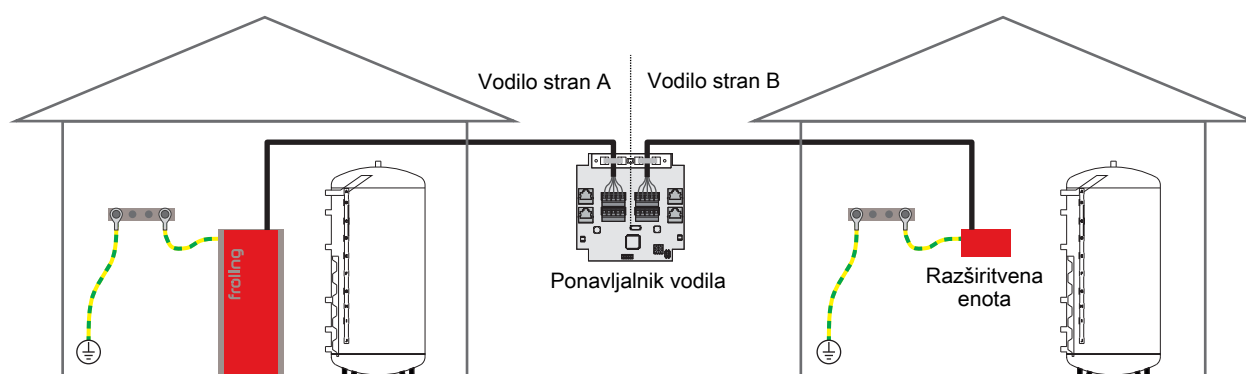 Vodilo stran A
Vodilo stran B
Ponavljalnik vodila
froling
Razširitvena
enota